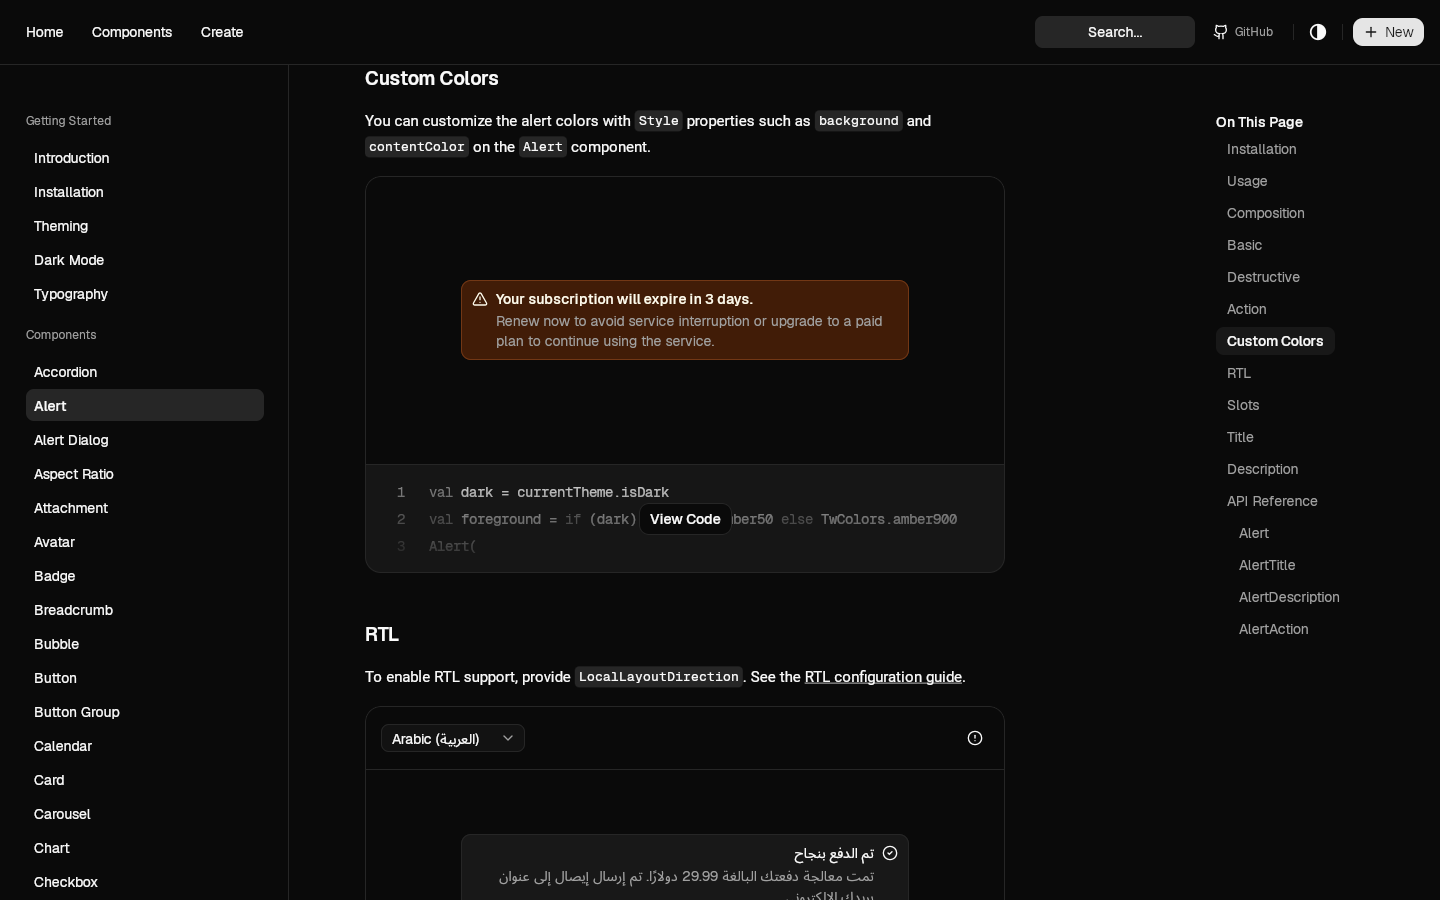 Home
Components
Create
Search...
GitHub
New
Getting Started
Introduction
Installation
Theming
Dark Mode
Typography
Components
Accordion
Alert
Alert Dialog
Aspect Ratio
Attachment
Avatar
Badge
Breadcrumb
Bubble
Button
Button Group
Calendar
Card
Carousel
Chart
Checkbox
Custom Colors
You can customize the alert colors with Style properties such as background and
contentColor on the Alert component.
Your subscription will expire in 3 days.
Renew now to avoid service interruption or upgrade to a paid
plan to continue using the service.
1 val dark = currentTheme.isDark
2 val foreground = if (dark) View Code ber50 else TwColors.amber900
3 Alert(
RTL
To enable RTL support, provide LocalLayoutDirection. See the RTL configuration guide.
Arabic (العربية)
تم الدفع بنجاح
تمت معالجة دفعتك البالغة 29.99 دولارًا. تم إرسال إيصال إلى عنوان
On This Page
Installation
Usage
Composition
Basic
Destructive
Action
Custom Colors
RTL
Slots
Title
Description
API Reference
Alert
AlertTitle
AlertDescription
AlertAction